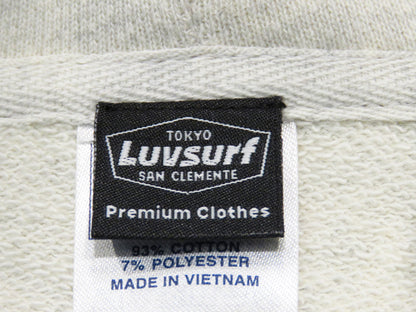 TOKYO
Luvsurf
SAN CLEMENTE
Premium Clothes
93% COTTON
7% POLYESTER
MADE IN VIETNAM